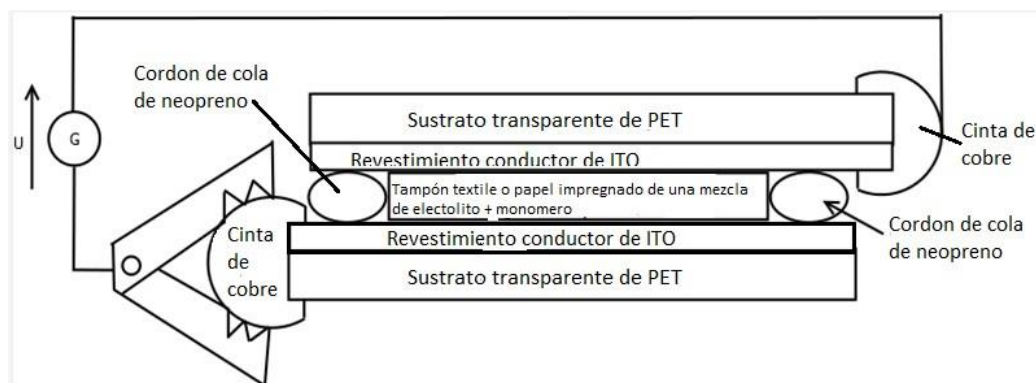 Cordon de cola
de neopreno
Sustrato transparente de PET
Cinta de
cobre
U
G
Revestimiento conductor de ITO
Tampón textile o papel impregnado de una mezcla
de electolito + monomero
Cinta
de
cobre
Revestimiento conductor de ITO
Cordon de cola
de neopreno
Sustrato transparente de PET